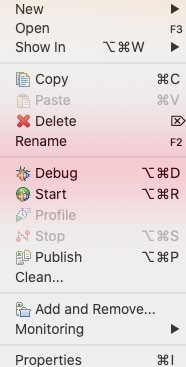 New
Open F3
Show In ⌥⌘W
Copy ⌘C
Paste ⌘V
Delete ⌦
Rename F2
Debug ⌥⌘D
Start ⌥⌘R
Profile
Stop ⌥⌘S
Publish ⌥⌘P
Clean...
Add and Remove...
Monitoring
Properties ⌘I